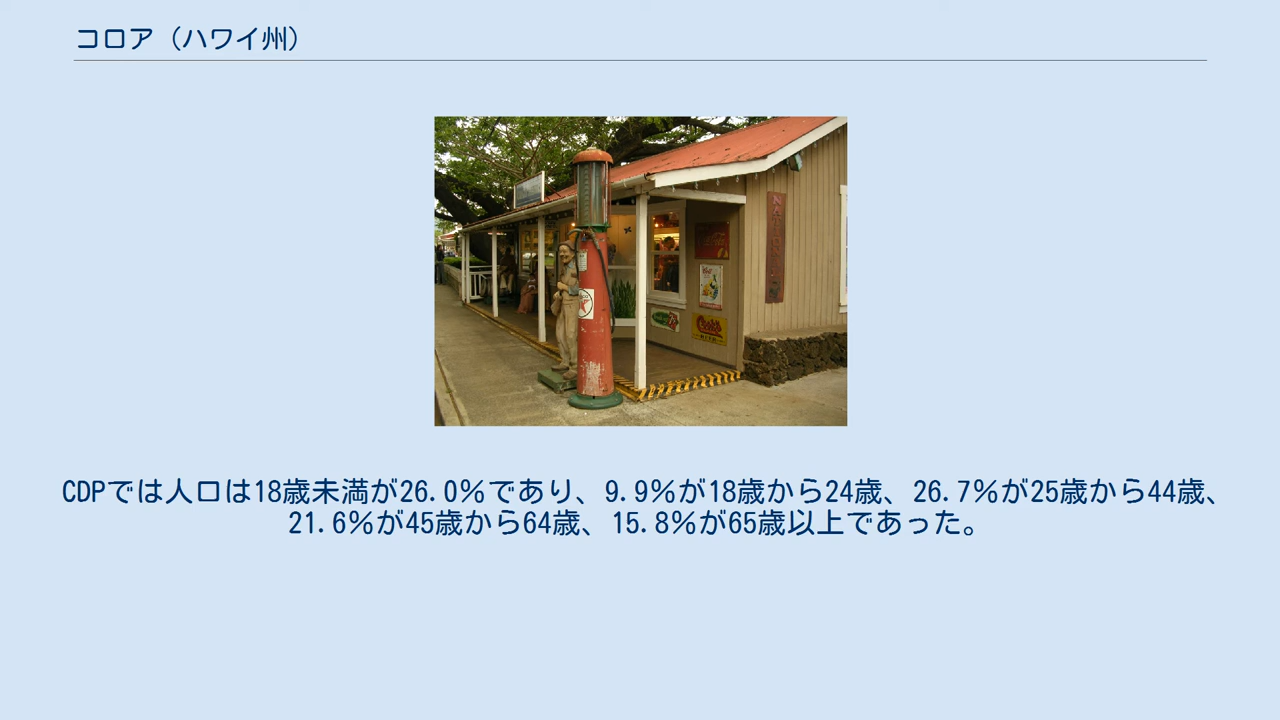 コロア（ハワイ州）
CDPでは人口は18歳未満が26.0％であり、9.9％が18歳から24歳、26.7％が25歳から44歳、
21.6％が45歳から64歳、15.8％が65歳以上であった。